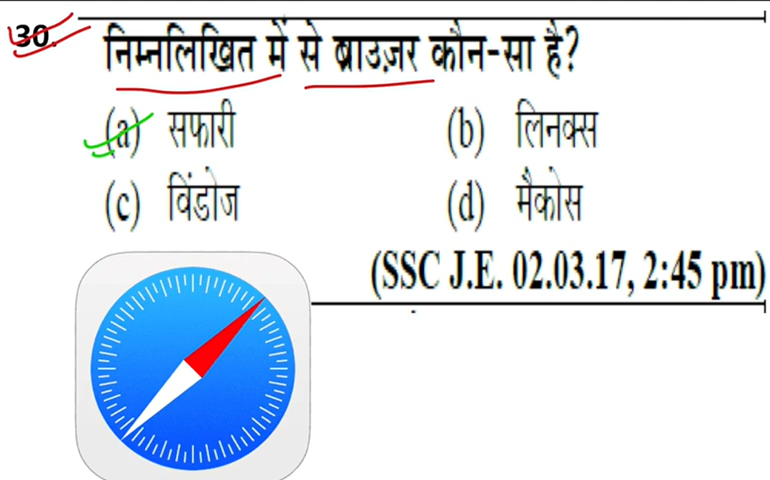 30. निम्नलिखित में से ब्राउज़र कौन-सा है?
(a) सफारी (b) लिनक्स
(c) विंडोज (d) मैकोस
(SSC J.E. 02.03.17, 2:45 pm)